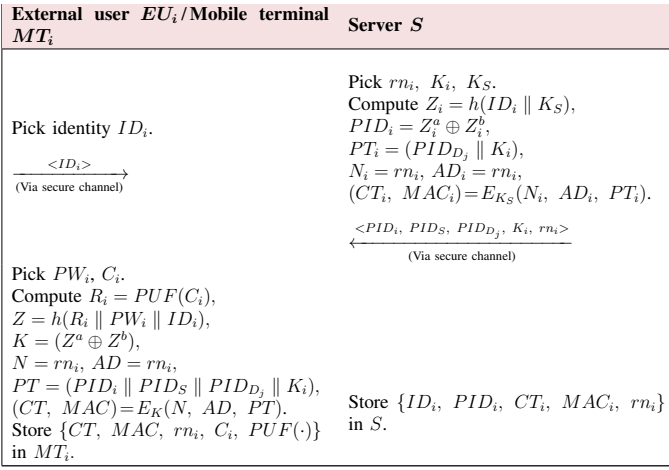 External user EU_i/Mobile terminal MT_i
Server S
Pick identity ID_i.
<ID_i>
(Via secure channel)
Pick rn_i, K_i, K_S.
Compute Z_i = h(ID_i ∥ K_S),
PID_i = Z_i^a ⊕ Z_i^b,
PT_i = (PID_{D_j} ∥ K_i),
N_i = rn_i, AD_i = rn_i,
(CT_i, MAC_i)=E_{K_S}(N_i, AD_i, PT_i).
<PID_i, PID_S, PID_{D_j}, K_i, rn_i>
(Via secure channel)
Pick PW_i, C_i.
Compute R_i = PUF(C_i),
Z = h(R_i ∥ PW_i ∥ ID_i),
K = (Z^a ⊕ Z^b),
N = rn_i, AD = rn_i,
PT = (PID_i ∥ PID_S ∥ PID_{D_j} ∥ K_i),
(CT, MAC)=E_K(N, AD, PT).
Store {CT, MAC, rn_i, C_i, PUF(·)}
in MT_i.
Store {ID_i, PID_i, CT_i, MAC_i, rn_i}
in S.